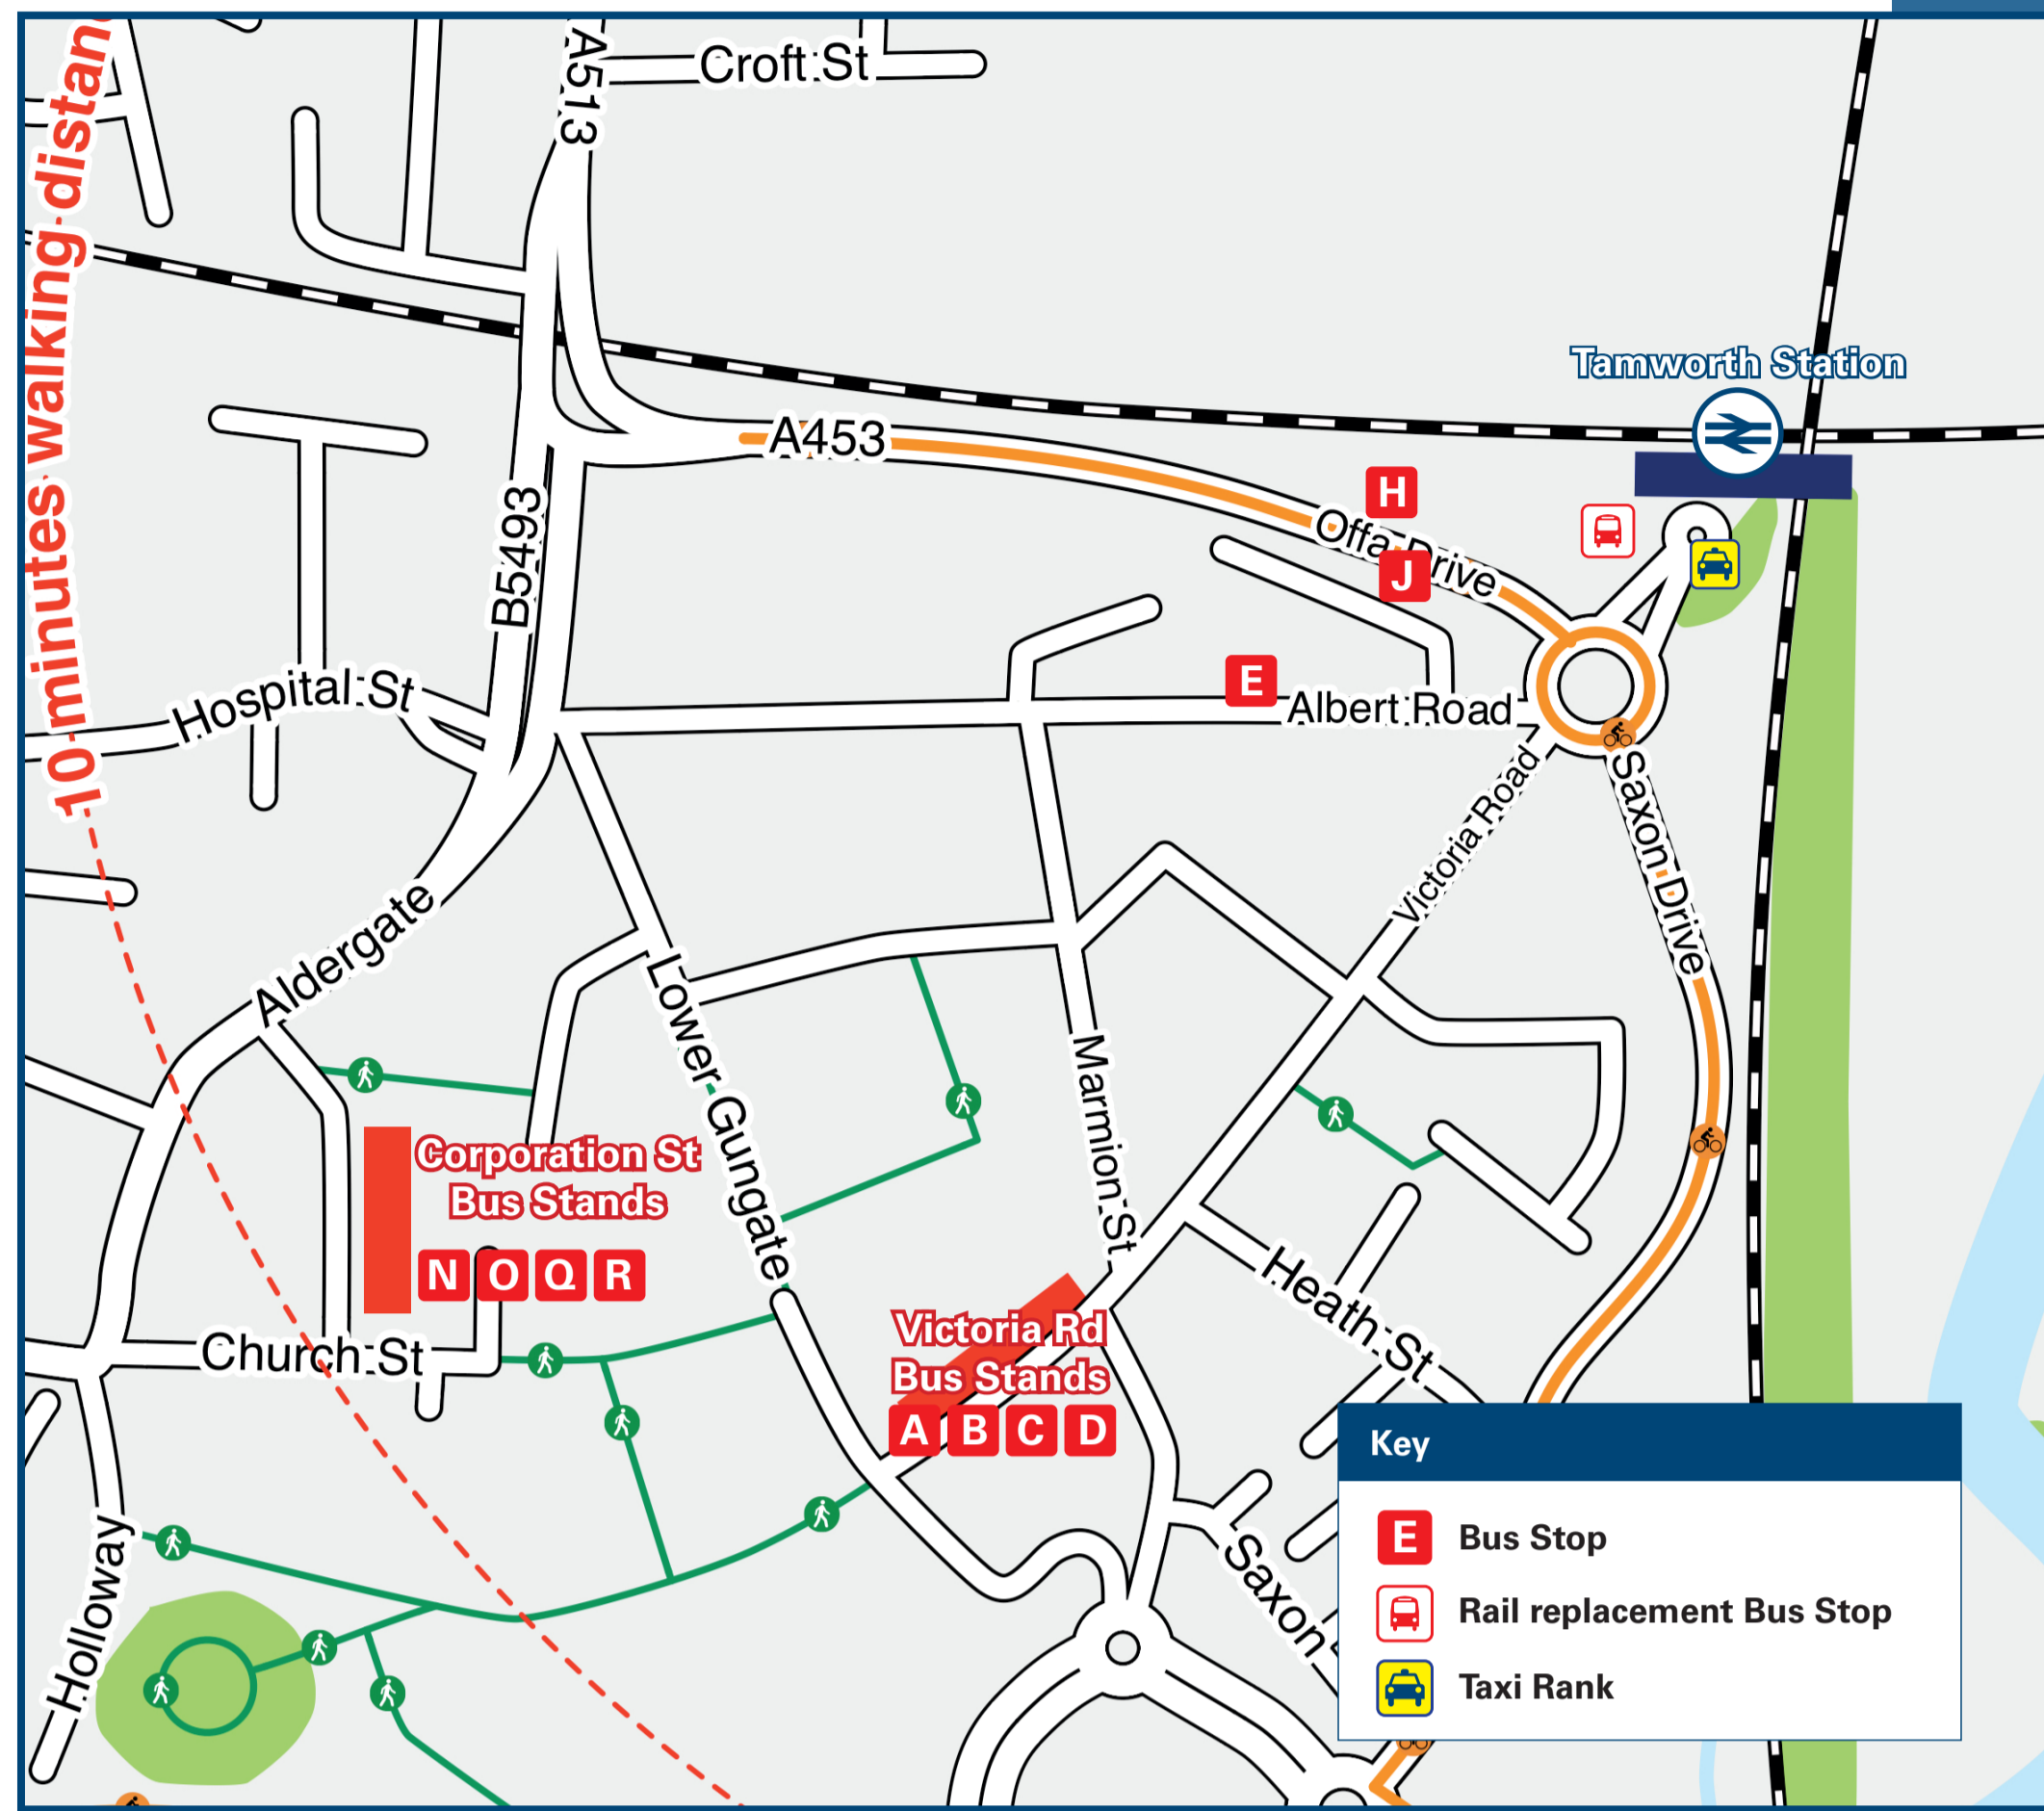 A513
Croft St
10 minutes walking distanc
Tamworth Station
A453
H
Offa Drive
J
B5493
E
Albert Road
Hospital St
Victoria Road
Saxon Drive
Aldergate
Lower Gungate
Marmion St
Corporation St
Bus Stands
N O Q R
Heath St
Victoria Rd
Bus Stands
A B C D
Church St
Holloway
Saxon
Key
E Bus Stop
Rail replacement Bus Stop
Taxi Rank